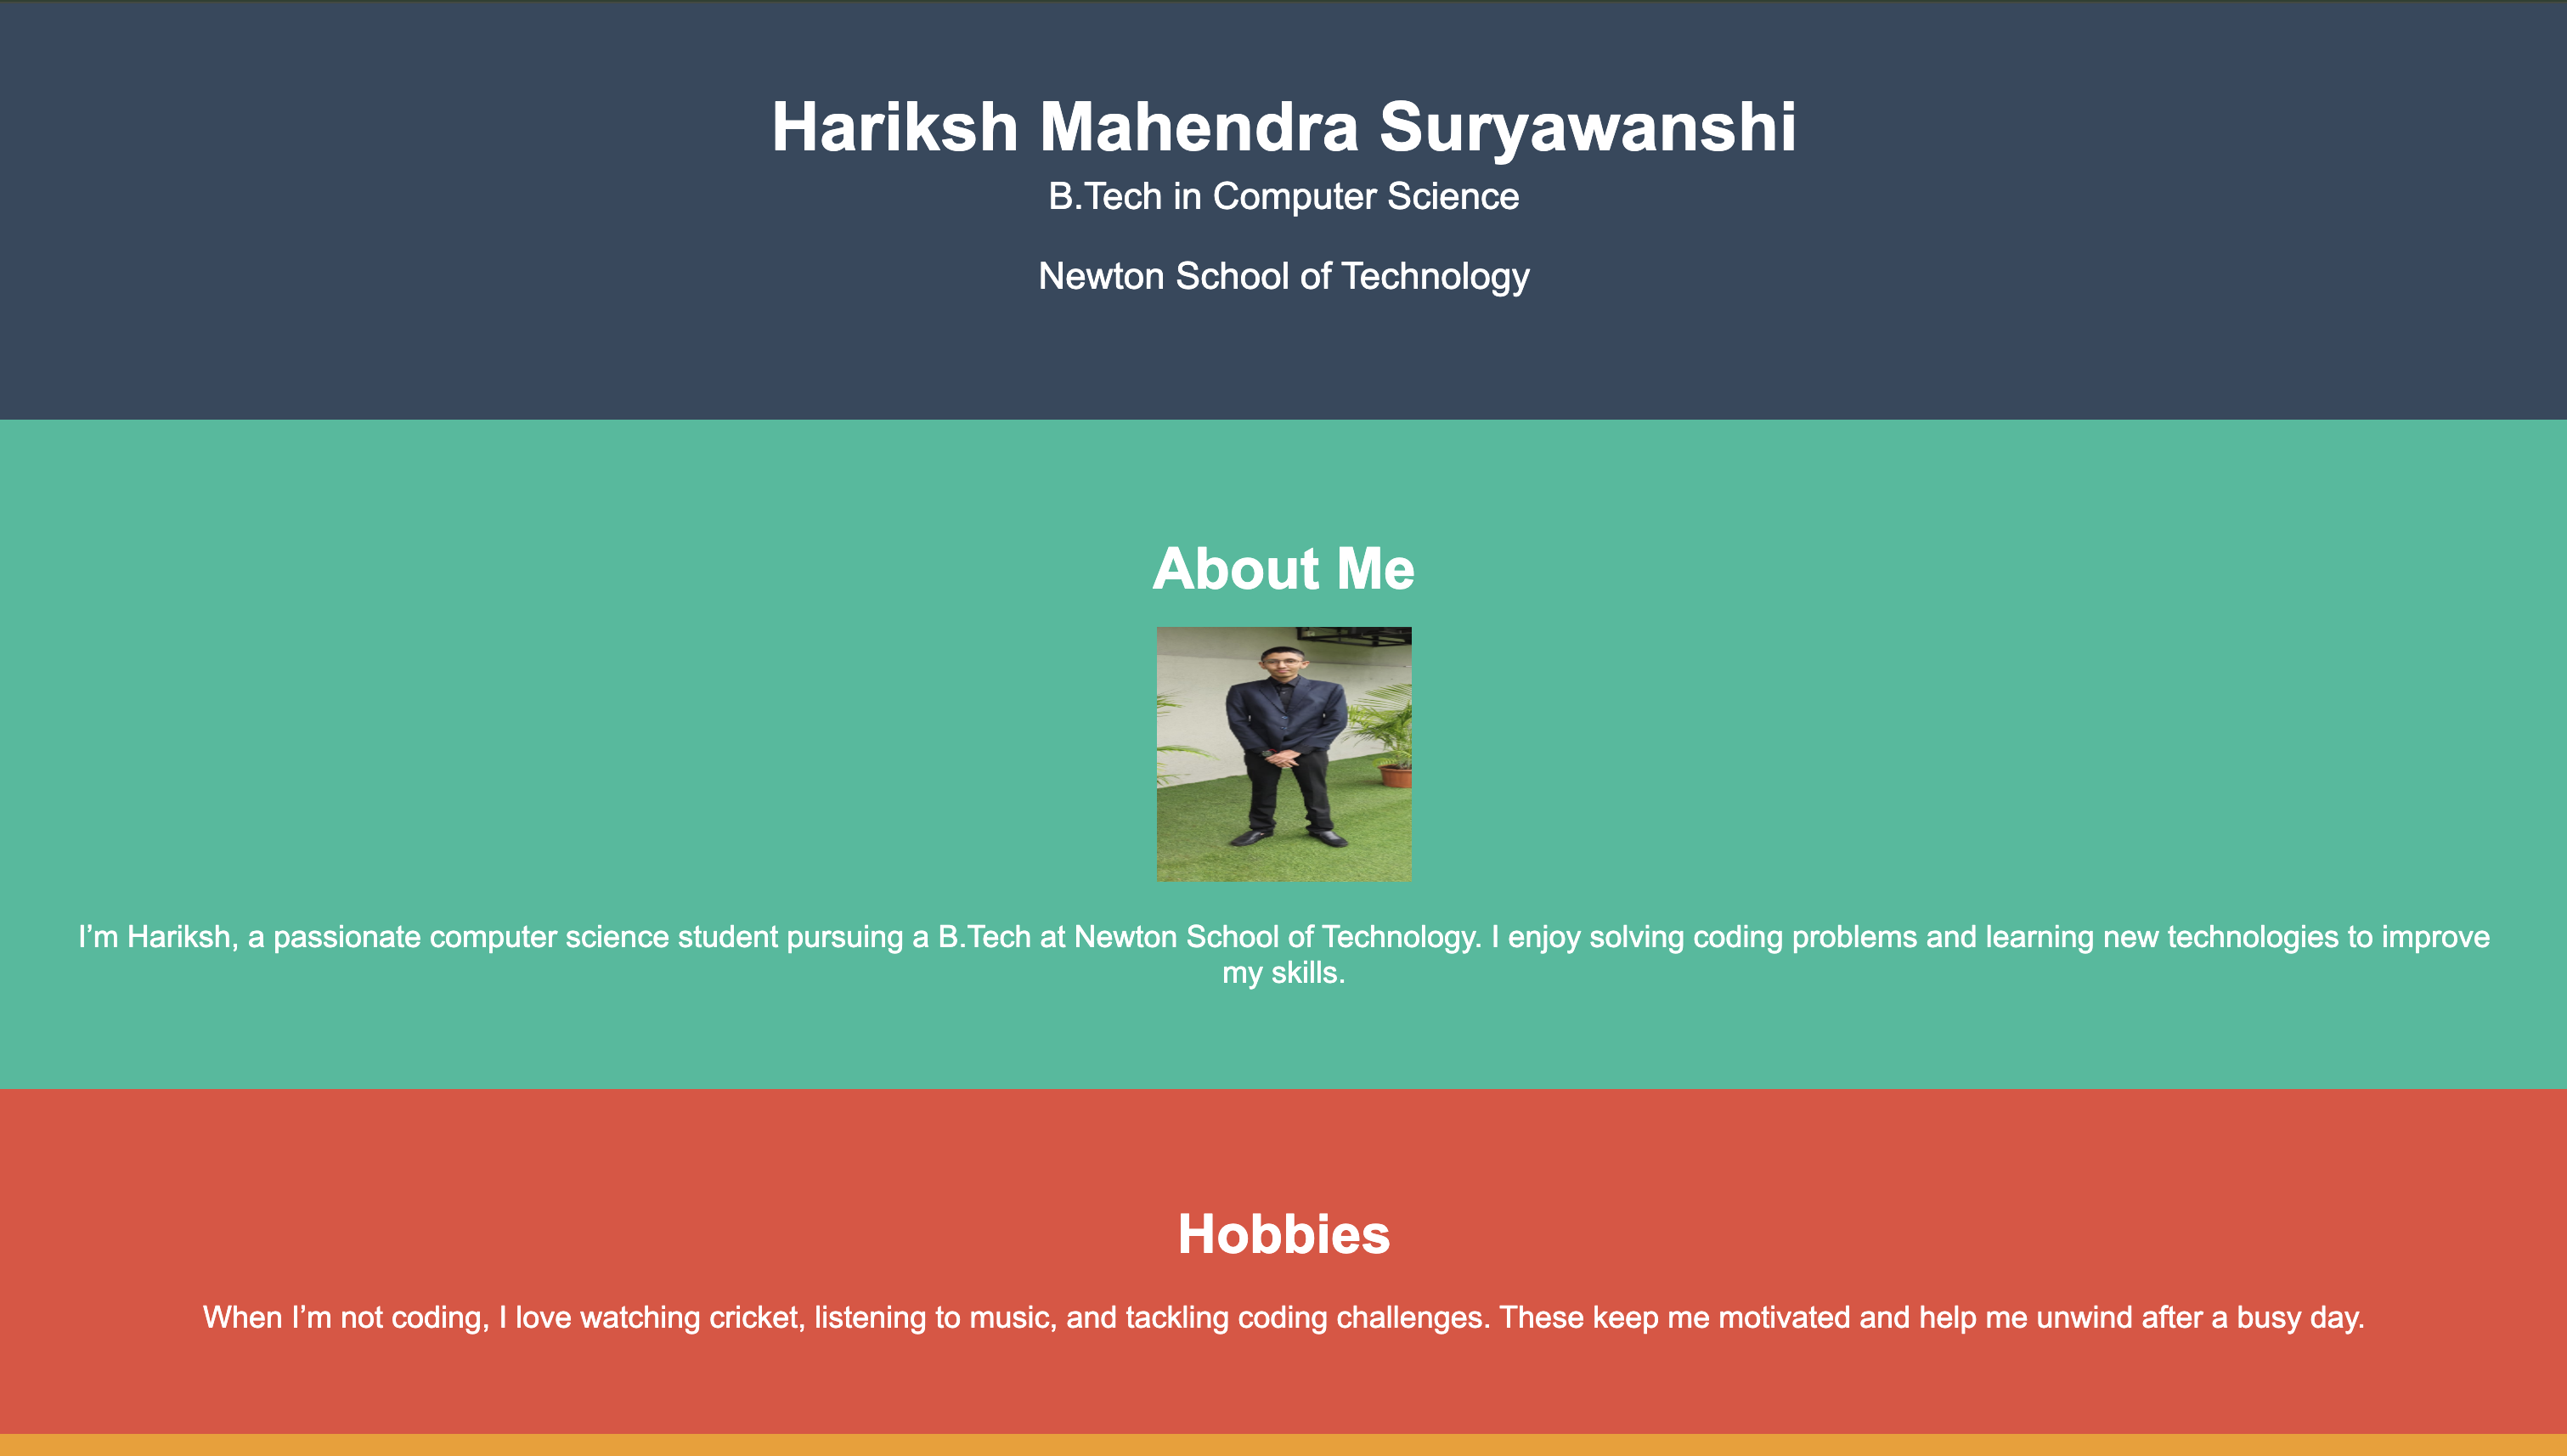 Hariksh Mahendra Suryawanshi
B.Tech in Computer Science
Newton School of Technology
About Me
I’m Hariksh, a passionate computer science student pursuing a B.Tech at Newton School of Technology. I enjoy solving coding problems and learning new technologies to improve
my skills.
Hobbies
When I’m not coding, I love watching cricket, listening to music, and tackling coding challenges. These keep me motivated and help me unwind after a busy day.